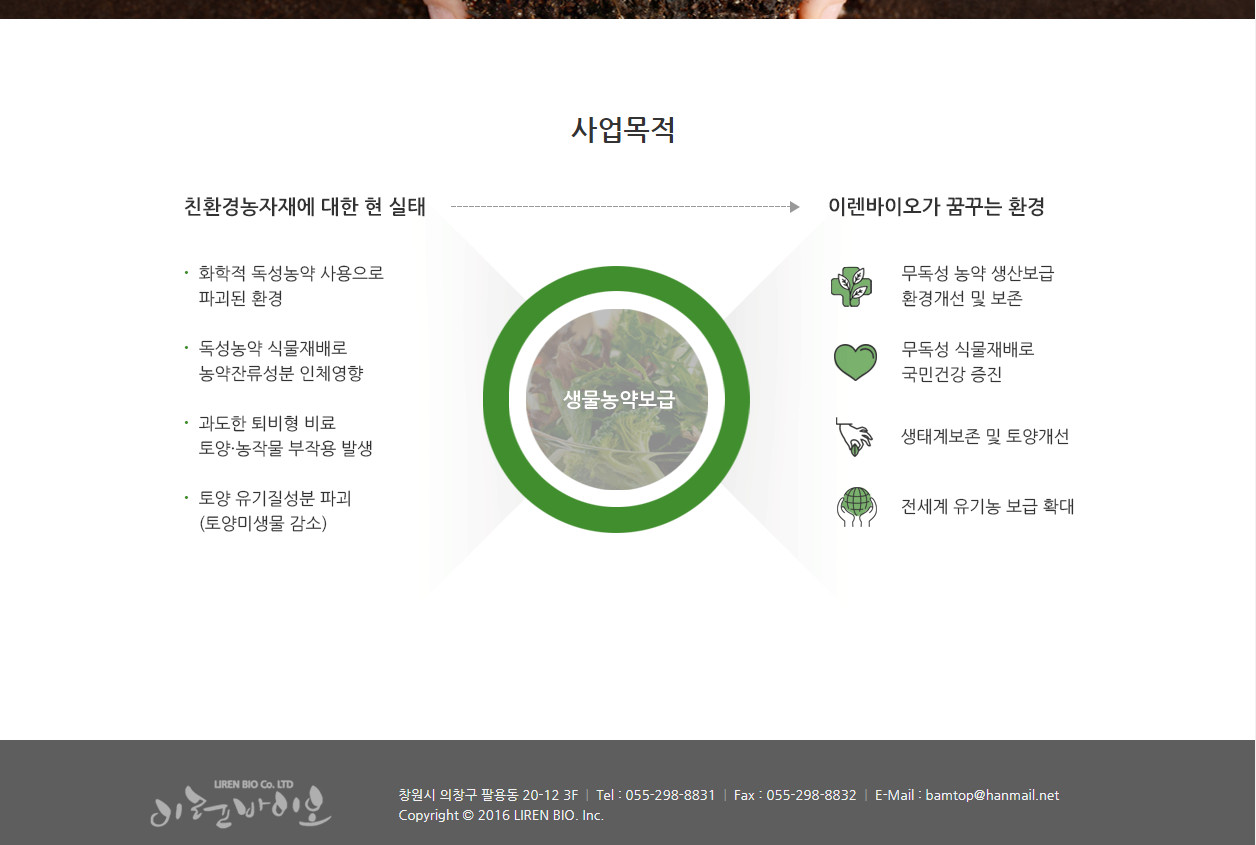 사업목적
친환경농자재에 대한 현 실태
이렌바이오가 꿈꾸는 환경
• 화학적 독성농약 사용으로
파괴된 환경
• 독성농약 식물재배로
농약잔류성분 인체영향
• 과도한 퇴비형 비료
토양·농작물 부작용 발생
• 토양 유기질성분 파괴
(토양미생물 감소)
생물농약보급
무독성 농약 생산보급
환경개선 및 보존
무독성 식물재배로
국민건강 증진
생태계보존 및 토양개선
전세계 유기농 보급 확대
LIREN BIO Co. LTD
이렌바이오
창원시 의창구 팔용동 20-12 3F | Tel : 055-298-8831 | Fax : 055-298-8832 | E-Mail : bamtop@hanmail.net
Copyright © 2016 LIREN BIO. Inc.